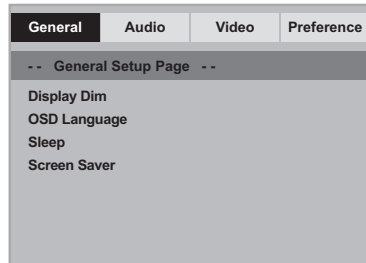 General Audio Video Preference
- - General Setup Page - -
Display Dim
OSD Language
Sleep
Screen Saver